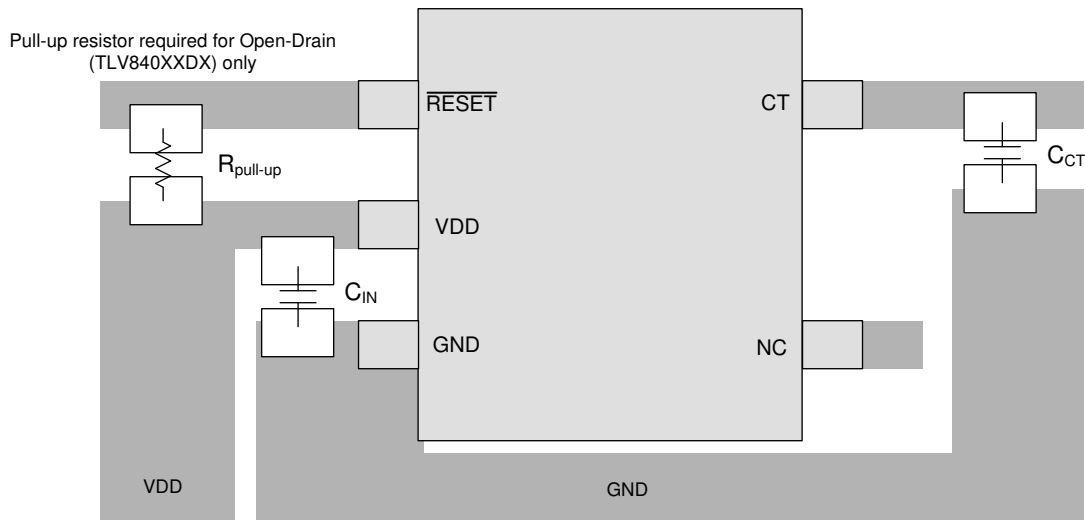 Pull-up resistor required for Open-Drain
(TLV840XXDX) only
RESET
CT
Rpull-up
CCT
VDD
CIN
GND
NC
VDD
GND